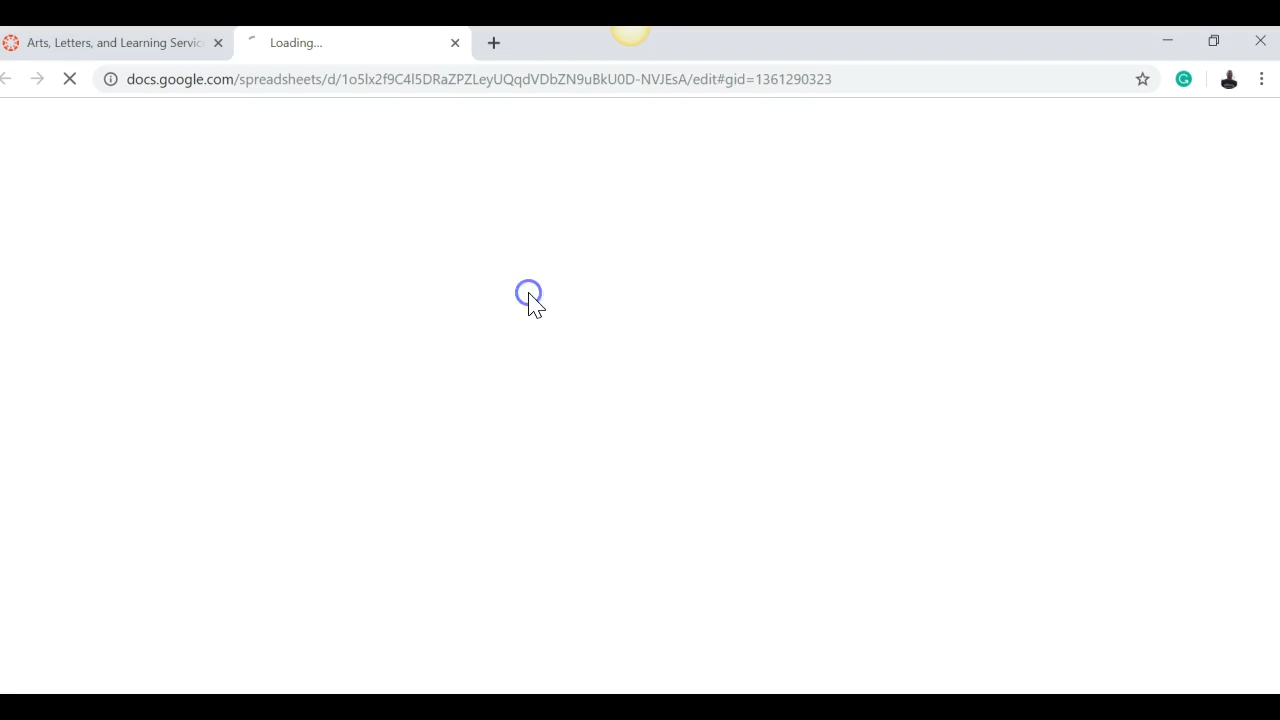 Arts, Letters, and Learning Servic
Loading...
docs.google.com/spreadsheets/d/1o5lx2f9C4l5DRaZPZLeyUQqdVDbZN9uBkU0D-NVJEsA/edit#gid=1361290323